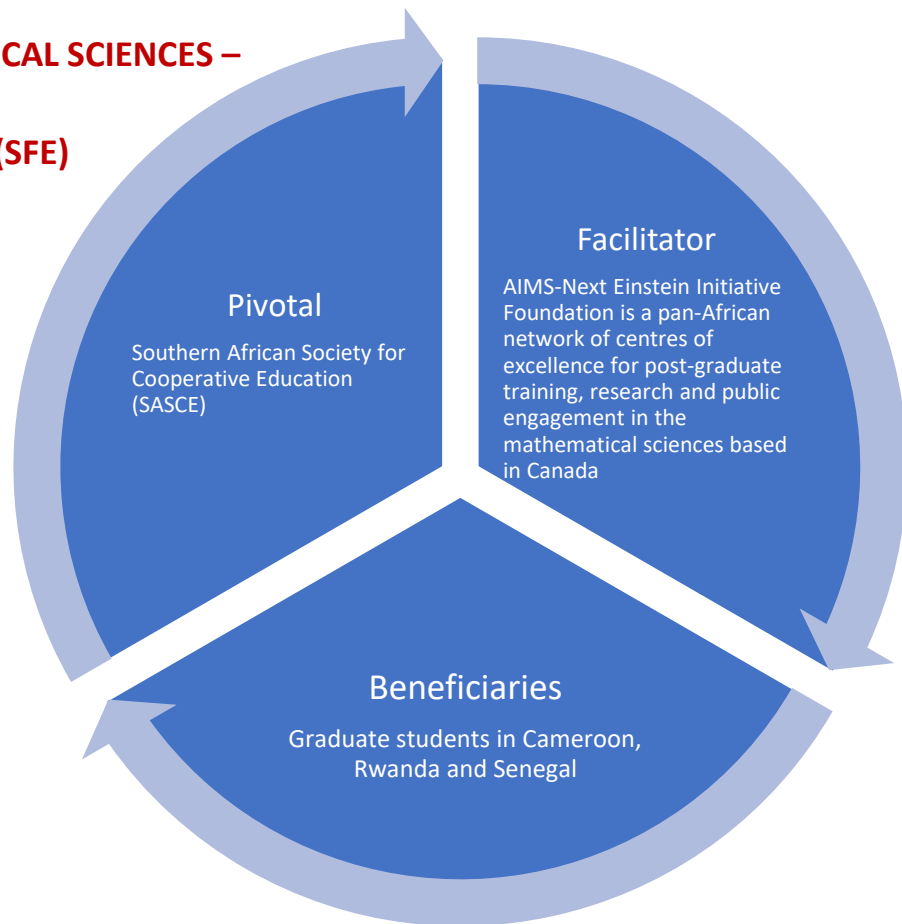 ICAL SCIENCES –
(SFE)
Pivotal
Southern African Society for
Cooperative Education
(SASCE)
Facilitator
AIMS-Next Einstein Initiative
Foundation is a pan-African
network of centres of
excellence for post-graduate
training, research and public
engagement in the
mathematical sciences based
in Canada
Beneficiaries
Graduate students in Cameroon,
Rwanda and Senegal